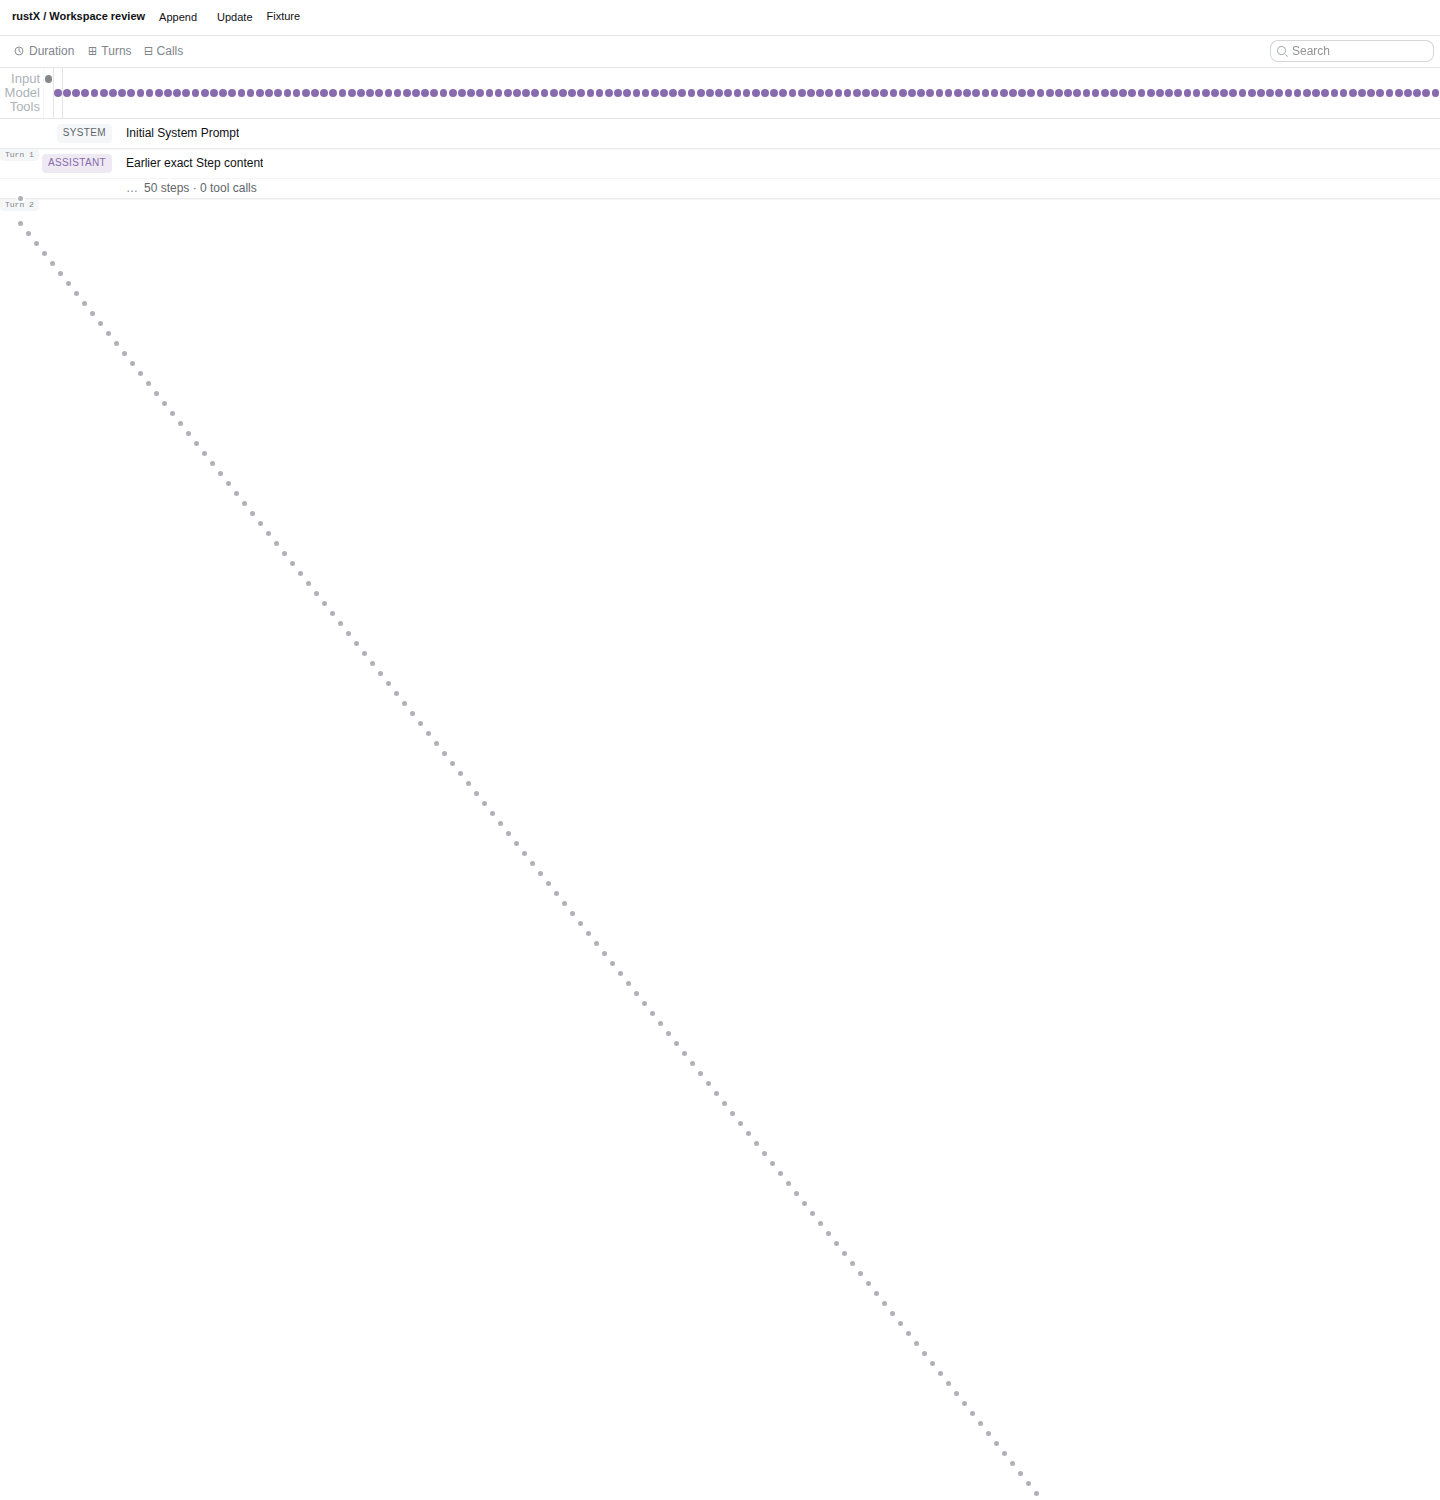 rustX / Workspace review Append Update Fixture
Duration Turns Calls Search
Input
Model
Tools
SYSTEM Initial System Prompt
Turn 1
ASSISTANT Earlier exact Step content
… 50 steps · 0 tool calls
Turn 2